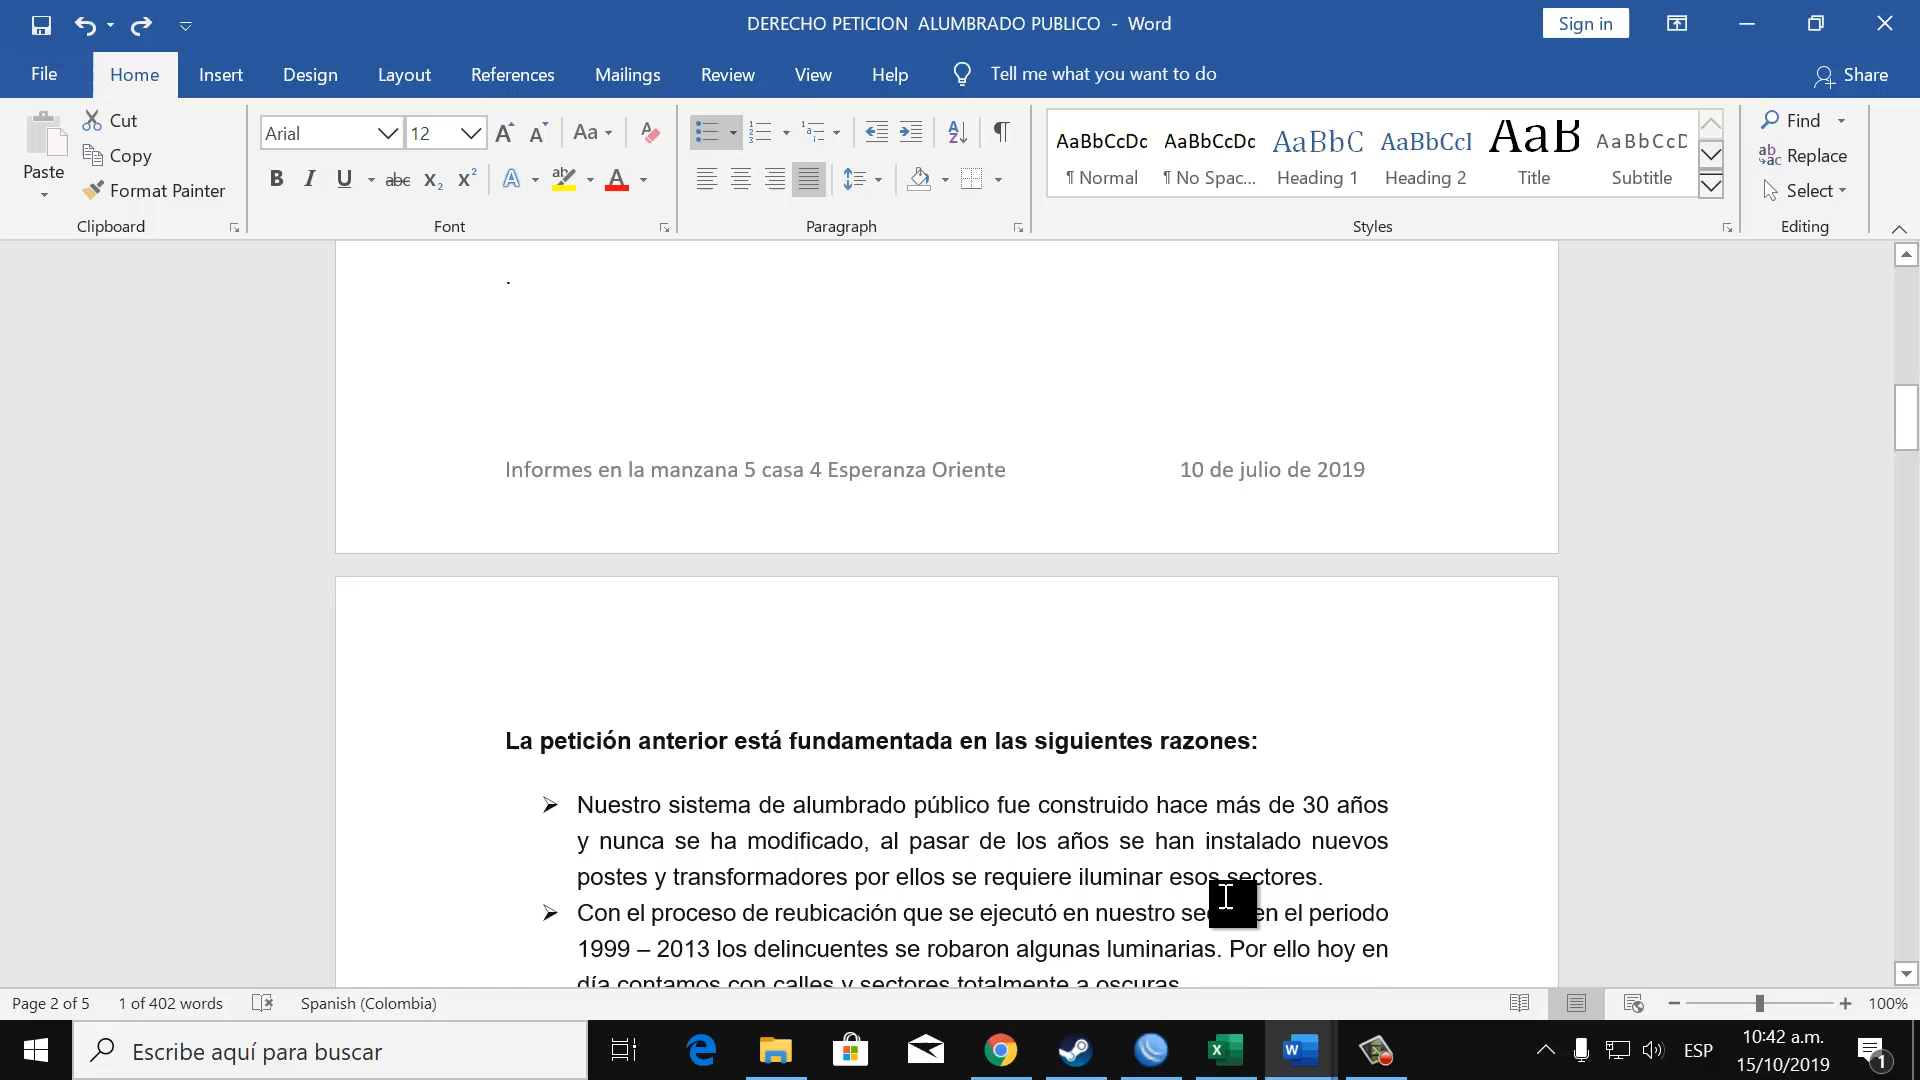 DERECHO PETICION  ALUMBRADO PUBLICO  -  Word
Sign in
File
Home
Insert
Design
Layout
References
Mailings
Review
View
Help
Tell me what you want to do
Share
Paste
Cut
Copy
Format Painter
Clipboard
Arial
12
Aa
B I U abc X₂ X² A ab A
Font
Paragraph
AaBbCcDc
¶ Normal
AaBbCcDc
¶ No Spac...
AaBbC
Heading 1
AaBbCcI
Heading 2
AaB
Title
AaBbCcD
Subtitle
Styles
Find
Replace
Select
Editing
.
Informes en la manzana 5 casa 4 Esperanza Oriente
10 de julio de 2019
La petición anterior está fundamentada en las siguientes razones:
➢ Nuestro sistema de alumbrado público fue construido hace más de 30 años
y nunca se ha modificado, al pasar de los años se han instalado nuevos
postes y transformadores por ellos se requiere iluminar esos sectores.
➢ Con el proceso de reubicación que se ejecutó en nuestro en el periodo
1999 – 2013 los delincuentes se robaron algunas luminarias. Por ello hoy en
día contamos con calles y sectores totalmente a oscuras.
Page 2 of 5
1 of 402 words
Spanish (Colombia)
100%
Escribe aquí para buscar
ESP
10:42 a.m.
15/10/2019
1